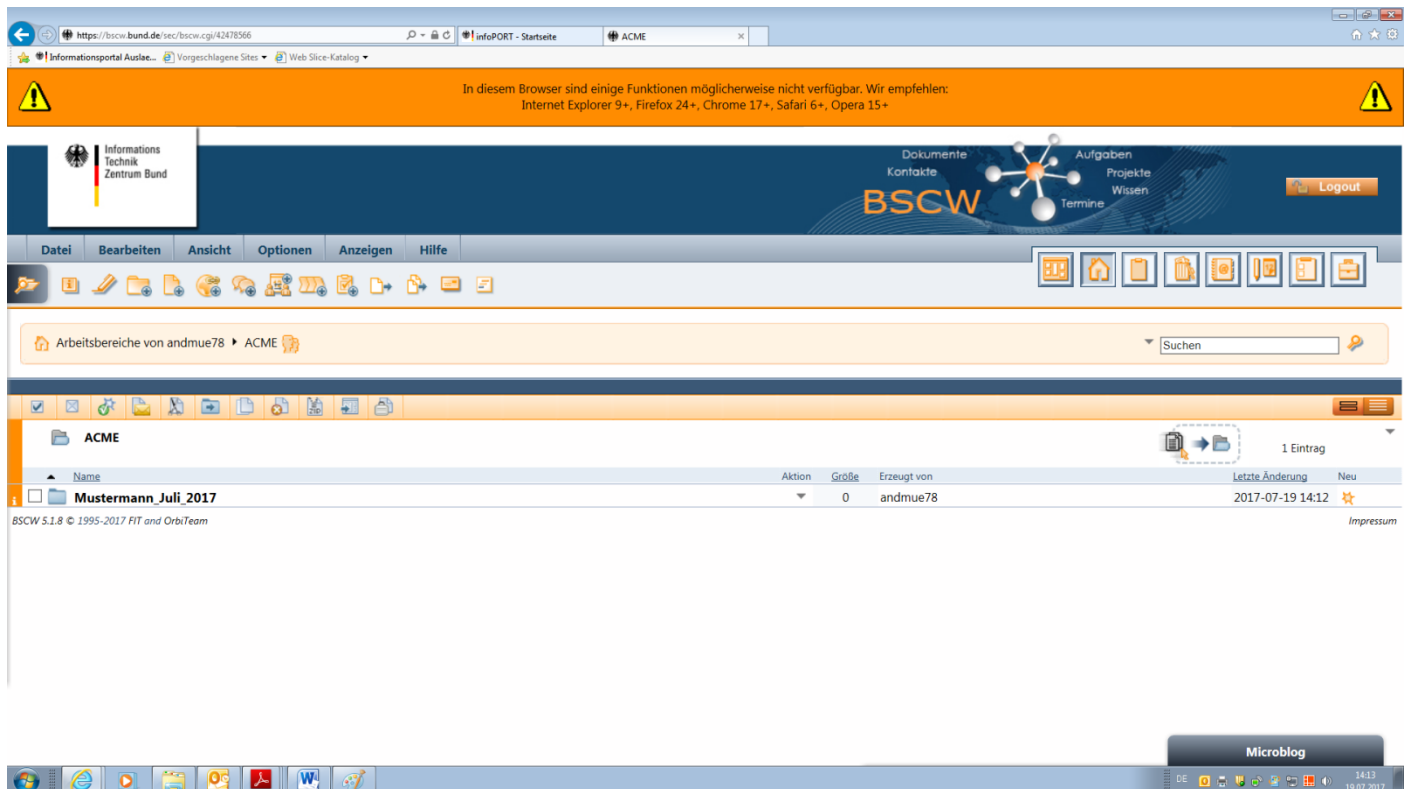 https://bscw.bund.de/sec/bscw.cgi/42478566
infoPORT - Startseite
ACME
Informationsportal Auslae...
Vorgeschlagene Sites
Web Slice-Katalog
In diesem Browser sind einige Funktionen möglicherweise nicht verfügbar. Wir empfehlen:
Internet Explorer 9+, Firefox 24+, Chrome 17+, Safari 6+, Opera 15+
Informations
Technik
Zentrum Bund
Dokumente
Kontakte
BSCW
Aufgaben
Projekte
Wissen
Termine
Logout
Datei Bearbeiten Ansicht Optionen Anzeigen Hilfe
Arbeitsbereiche von andmue78 ACME
Suchen
ZIP
ACME
1 Eintrag
Name Aktion Größe Erzeugt von Letzte Änderung Neu
Mustermann_Juli_2017 0 andmue78 2017-07-19 14:12
BSCW 5.1.8 © 1995-2017 FIT and OrbiTeam
Impressum
Microblog
DE
14:13
19.07.2017